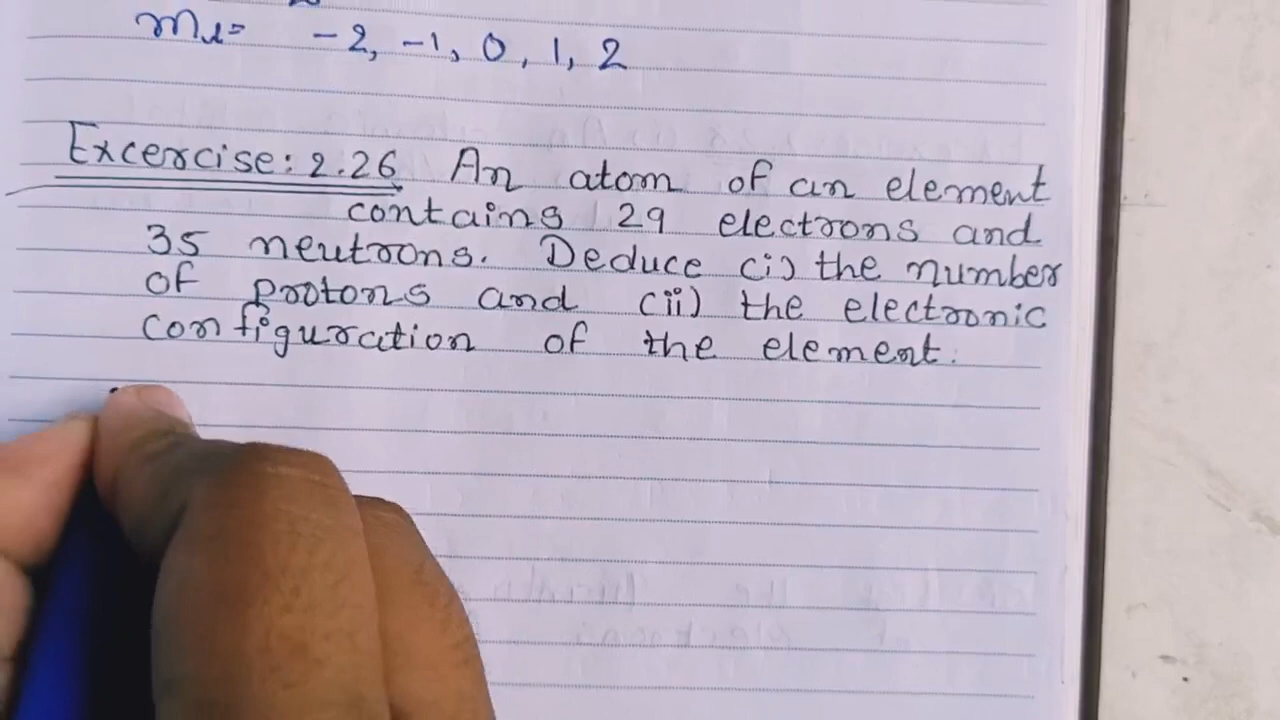 mℓ= -2, -1, 0, 1, 2
Excercise: 2.26 An atom of an element
contains 29 electrons and
35 neutrons. Deduce (i) the number
of protons and (ii) the electronic
configuration of the element.